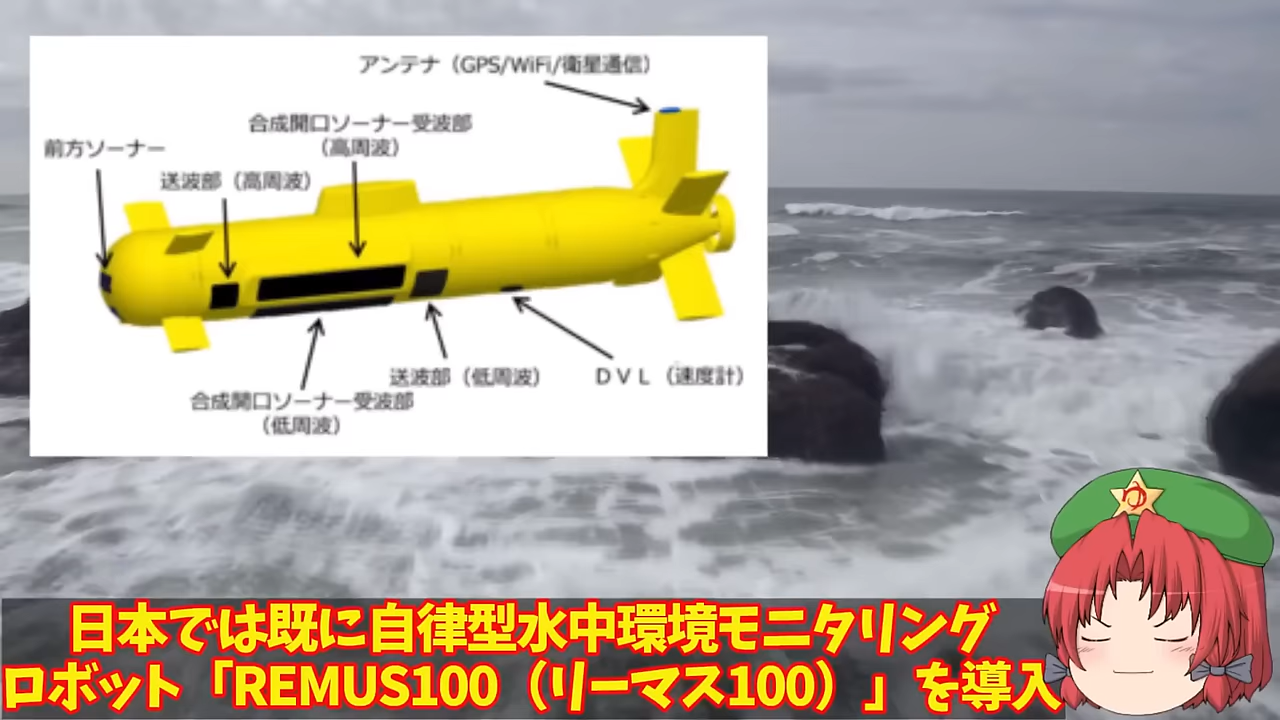 アンテナ（GPS/WiFi/衛星通信）
合成開口ソーナー受波部
（高周波）
前方ソーナー
送波部（高周波）
送波部（低周波）
ＤＶＬ（速度計）
合成開口ソーナー受波部
（低周波）
ゆ
日本では既に自律型水中環境モニタリング
ロボット「REMUS100（リーマス100）」を導入